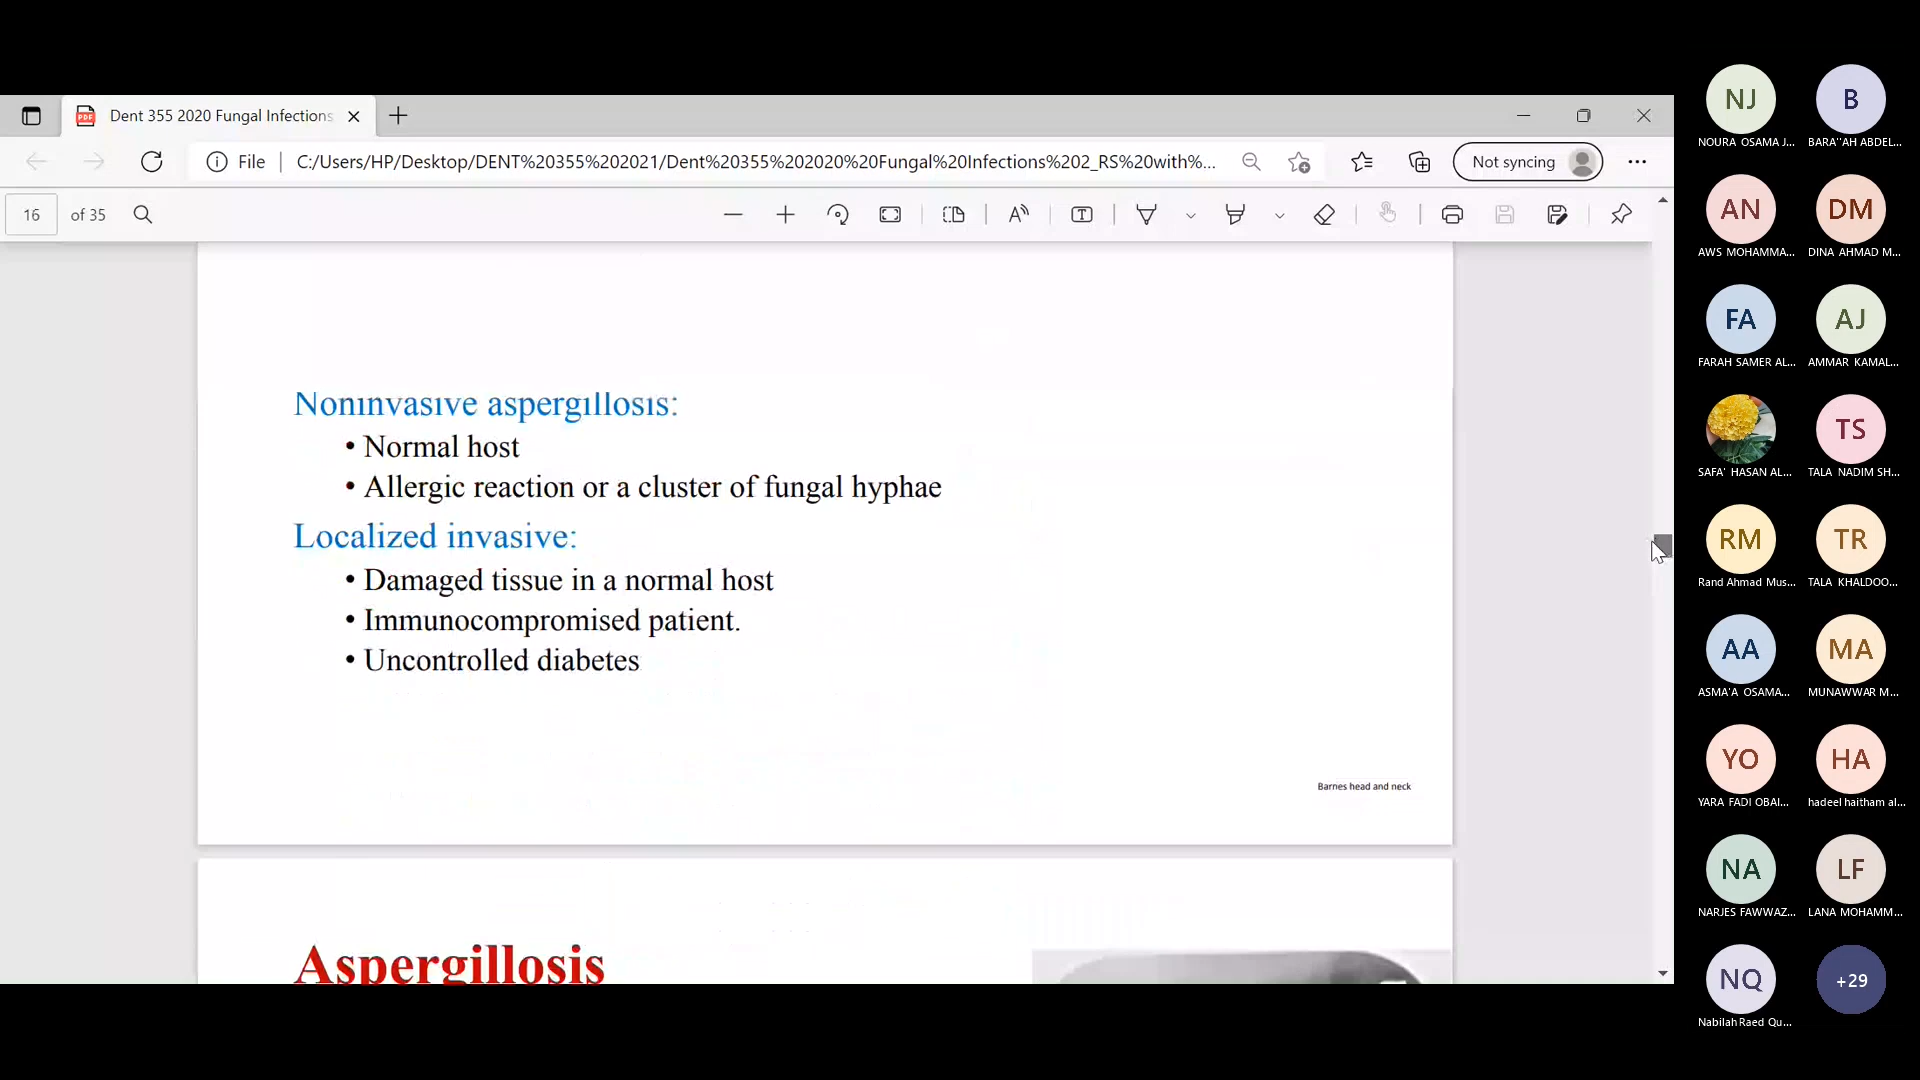 Dent 355 2020 Fungal Infections
File
C:/Users/HP/Desktop/DENT%20355%202021/Dent%20355%202020%20Fungal%20Infections%202_RS%20with%...
Not syncing
16 of 35
Noninvasive aspergillosis:
• Normal host
• Allergic reaction or a cluster of fungal hyphae
Localized invasive:
• Damaged tissue in a normal host
• Immunocompromised patient.
• Uncontrolled diabetes
Barnes head and neck
Aspergillosis
NJ
NOURA OSAMA J...
B
BARA''AH ABDEL...
AN
AWS MOHAMMA...
DM
DINA AHMAD M...
FA
FARAH SAMER AL...
AJ
AMMAR KAMAL...
SAFA' HASAN AL...
TS
TALA NADIM SH...
RM
Rand Ahmad Mus...
TR
TALA KHALDOO...
AA
ASMA'A OSAMA...
MA
MUNAWWAR M...
YO
YARA FADI OBAI...
HA
hadeel haitham al...
NA
NARJES FAWWAZ...
LF
LANA MOHAMM...
NQ
Nabilah Raed Qu...
+29